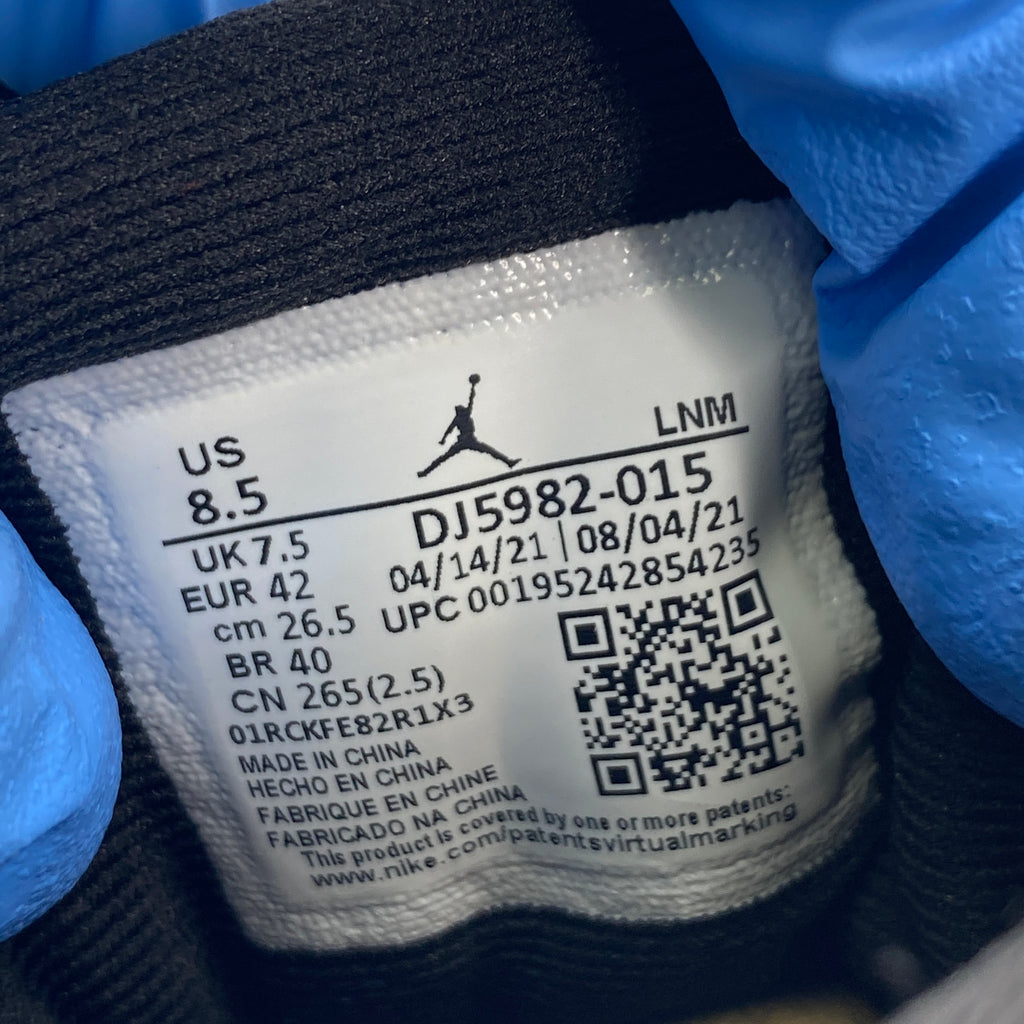 US
8.5
LNM
UK 7.5
EUR 42
cm 26.5
BR 40
CN 265(2.5)
01RCKFE82R1X3
DJ5982-015
04/14/21 | 08/04/21
UPC 00195242854235
MADE IN CHINA
HECHO EN CHINA
FABRIQUE EN CHINE
FABRICADO NA CHINA
This product is covered by one or more patents:
www.nike.com/patentsvirtualmarking